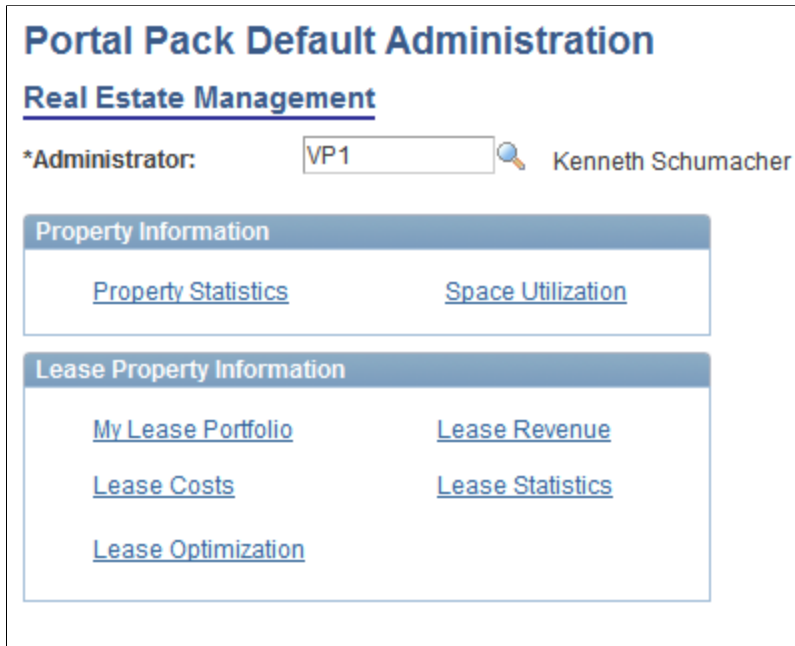 Portal Pack Default Administration
Real Estate Management
*Administrator: VP1 Kenneth Schumacher
Property Information
Property Statistics Space Utilization
Lease Property Information
My Lease Portfolio Lease Revenue
Lease Costs Lease Statistics
Lease Optimization